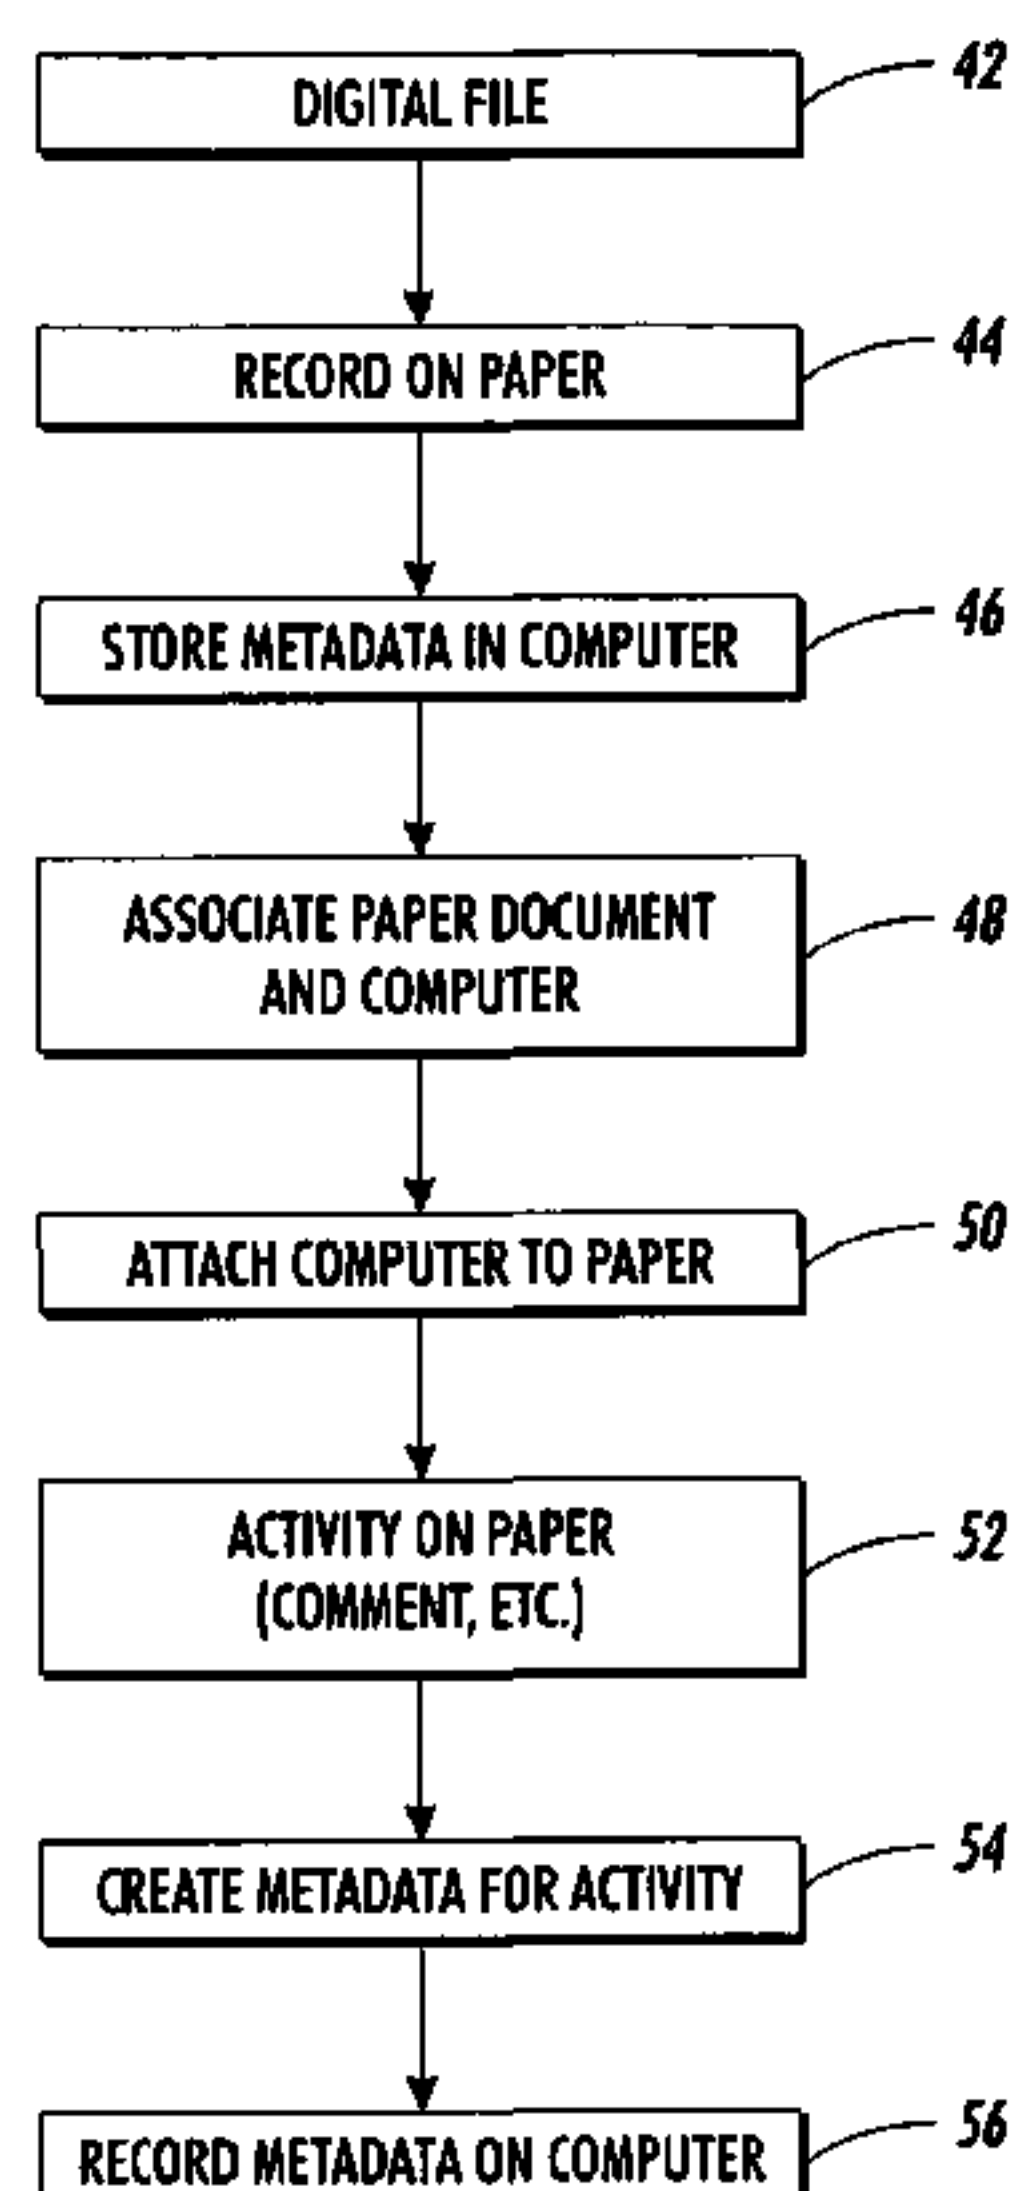 DIGITAL FILE
42
RECORD ON PAPER
44
STORE METADATA IN COMPUTER
46
ASSOCIATE PAPER DOCUMENT
AND COMPUTER
48
ATTACH COMPUTER TO PAPER
50
ACTIVITY ON PAPER
(COMMENT, ETC.)
52
CREATE METADATA FOR ACTIVITY
54
RECORD METADATA ON COMPUTER
56